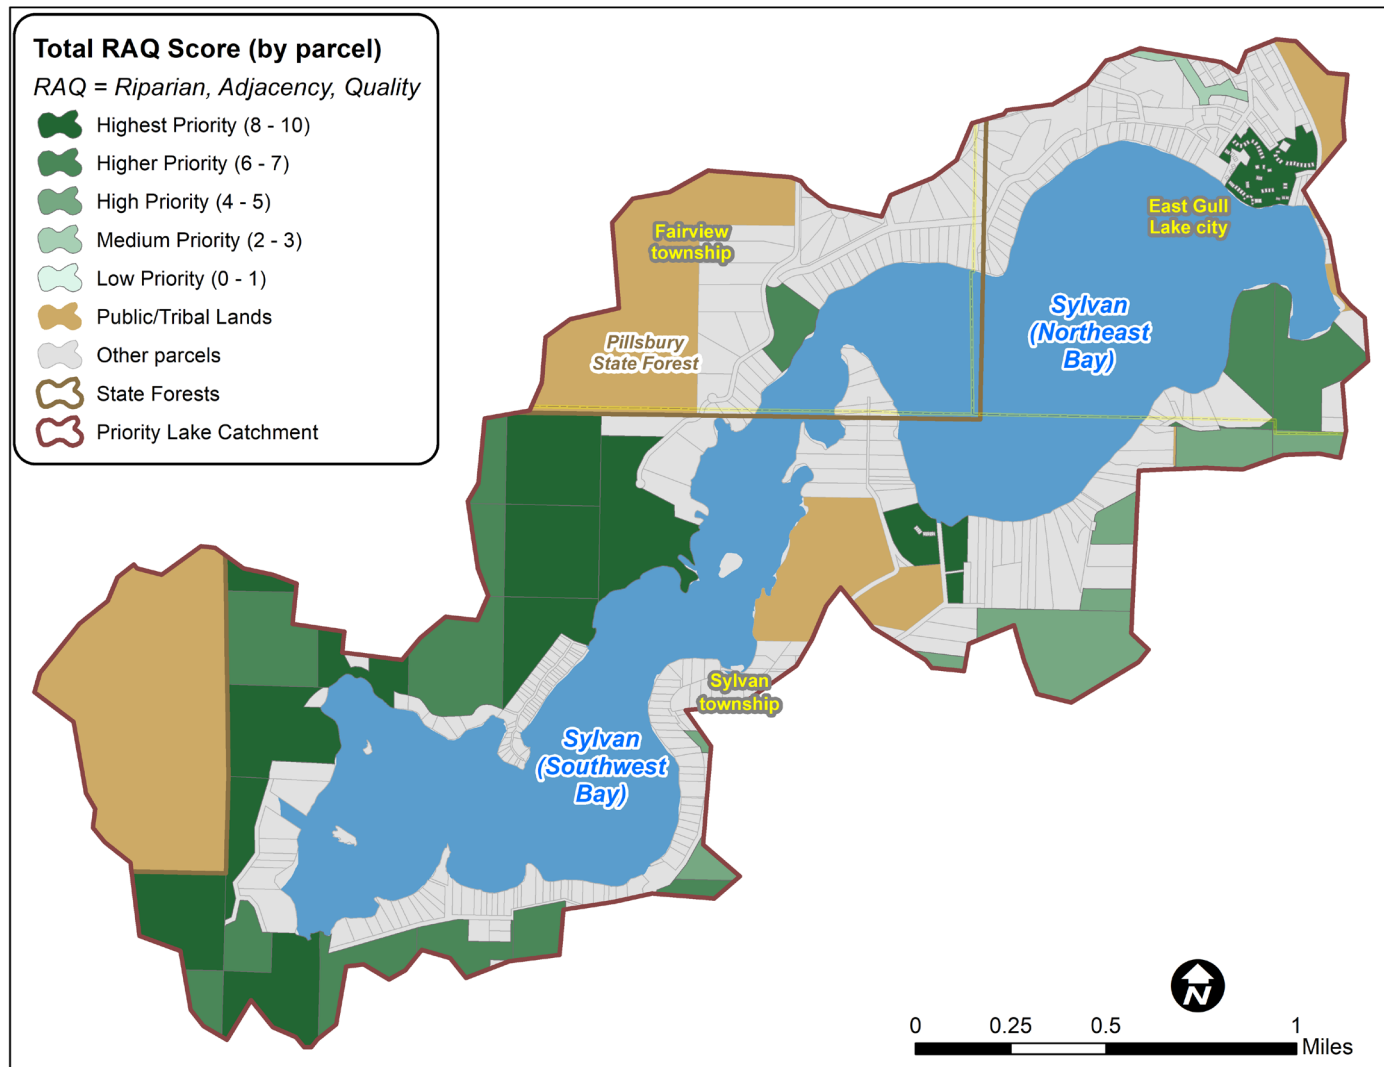 Total RAQ Score (by parcel)
RAQ = Riparian, Adjacency, Quality
Highest Priority (8 - 10)
Higher Priority (6 - 7)
High Priority (4 - 5)
Medium Priority (2 - 3)
Low Priority (0 - 1)
Public/Tribal Lands
Other parcels
State Forests
Priority Lake Catchment
East Gull
Lake city
Fairview
township
Sylvan
(Northeast
Bay)
Pillsbury
State Forest
Sylvan
township
Sylvan
(Southwest
Bay)
N
0 0.25 0.5 1
Miles